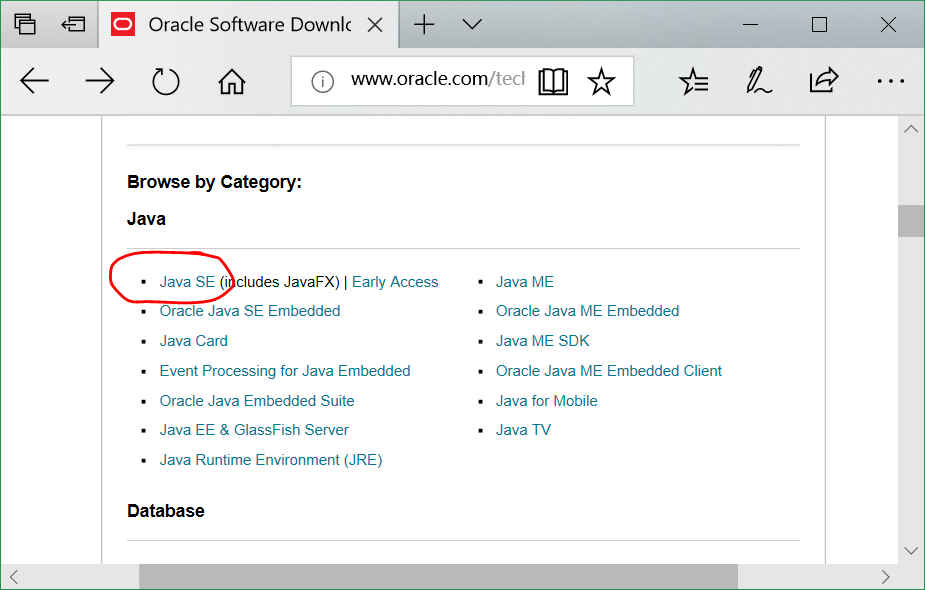 Oracle Software Downlo
www.oracle.com/tech
Browse by Category:
Java
▪ Java SE (includes JavaFX) | Early Access
▪ Oracle Java SE Embedded
▪ Java Card
▪ Event Processing for Java Embedded
▪ Oracle Java Embedded Suite
▪ Java EE & GlassFish Server
▪ Java Runtime Environment (JRE)
▪ Java ME
▪ Oracle Java ME Embedded
▪ Java ME SDK
▪ Oracle Java ME Embedded Client
▪ Java for Mobile
▪ Java TV
Database